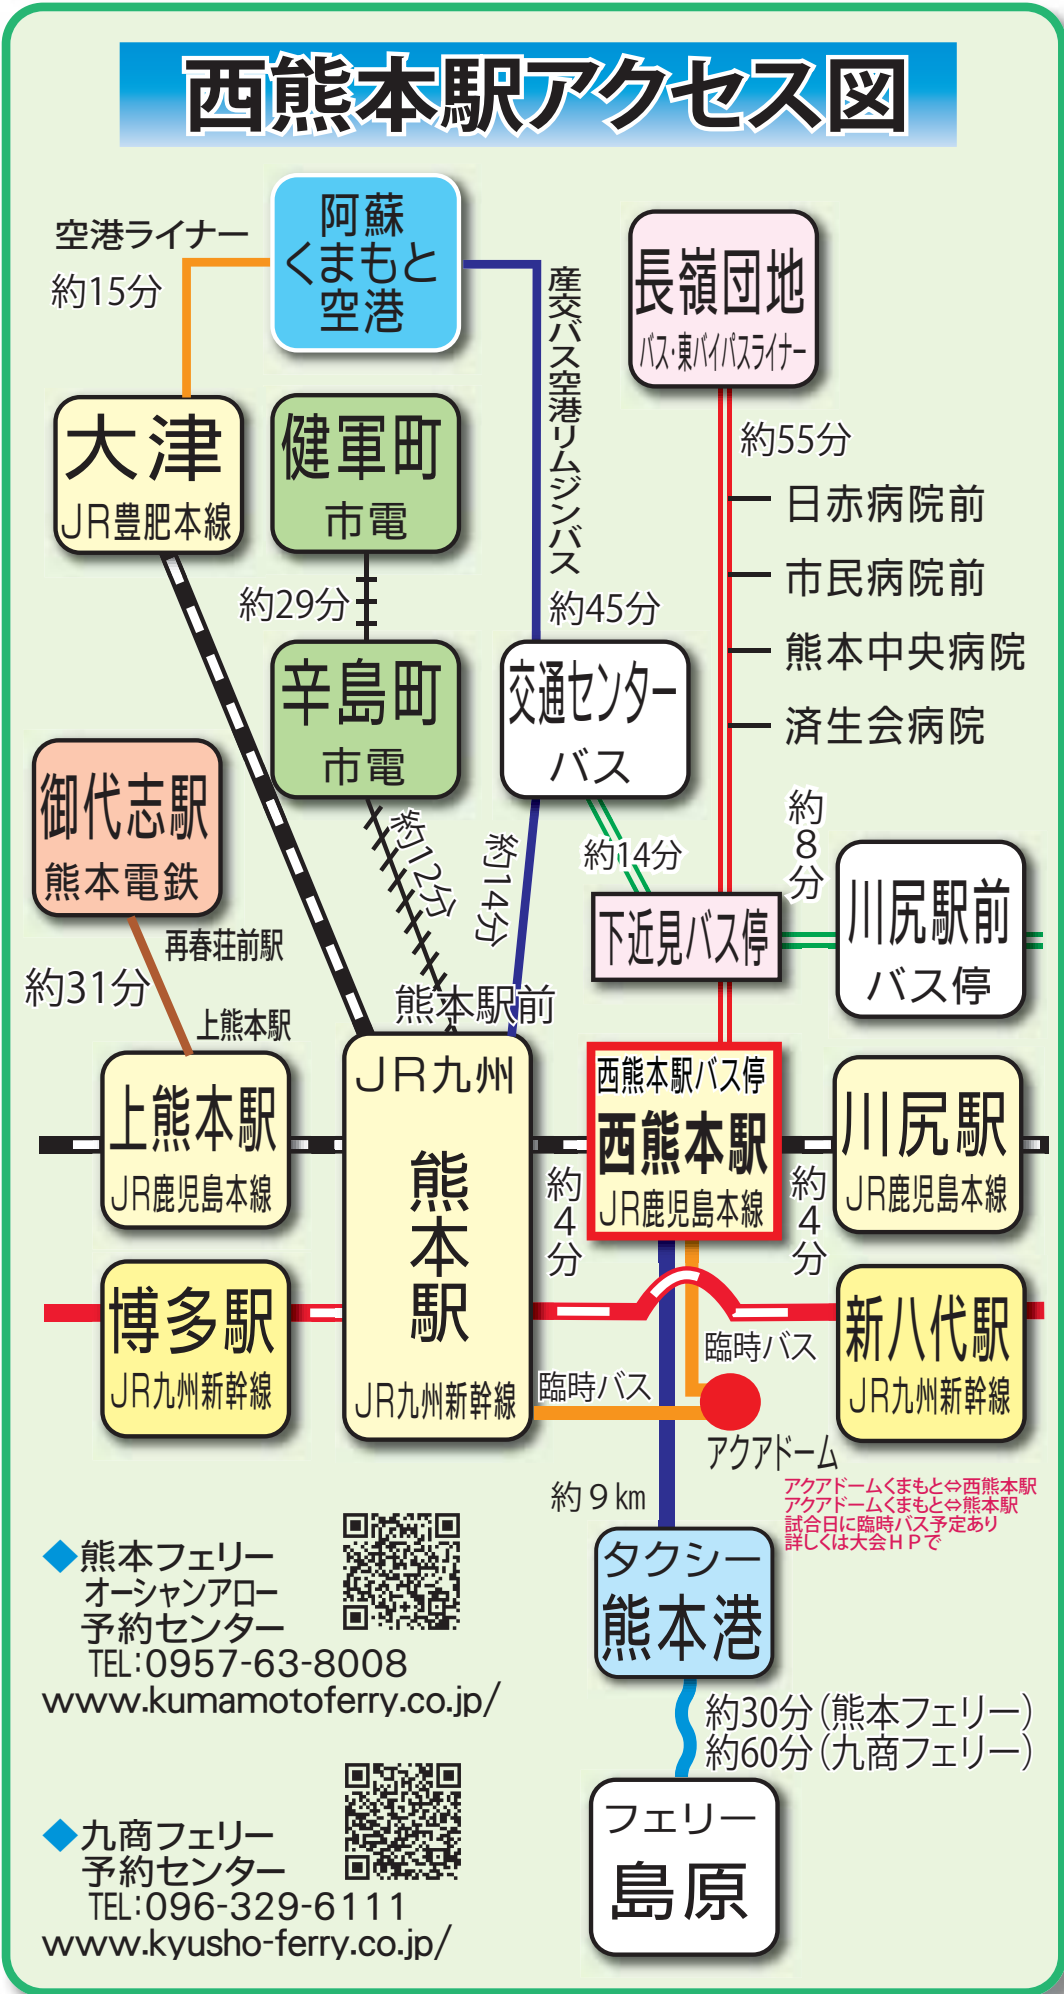 西熊本駅アクセス図
空港ライナー
約15分
阿蘇
くまもと
空港
産交バス空港リムジンバス
長嶺団地
バス・東バイパスライナー
約55分
日赤病院前
市民病院前
熊本中央病院
済生会病院
大津
JR豊肥本線
健軍町
市電
約29分
約45分
辛島町
市電
交通センター
バス
御代志駅
熊本電鉄
約12分
約14分
約14分
約8分
下近見バス停
川尻駅前
バス停
再春荘前駅
約31分
上熊本駅
熊本駅前
上熊本駅
JR鹿児島本線
JR九州
熊本駅
JR九州新幹線
約4分
西熊本駅バス停
西熊本駅
JR鹿児島本線
約4分
川尻駅
JR鹿児島本線
博多駅
JR九州新幹線
新八代駅
JR九州新幹線
臨時バス
臨時バス
アクアドーム
アクアドームくまもと⇔西熊本駅
アクアドームくまもと⇔熊本駅
試合日に臨時バス予定あり
詳しくは大会HPで
約9km
タクシー
熊本港
約30分(熊本フェリー)
約60分(九商フェリー)
フェリー
島原
◆熊本フェリー
オーシャンアロー
予約センター
TEL:0957-63-8008
www.kumamotoferry.co.jp/
◆九商フェリー
予約センター
TEL:096-329-6111
www.kyusho-ferry.co.jp/